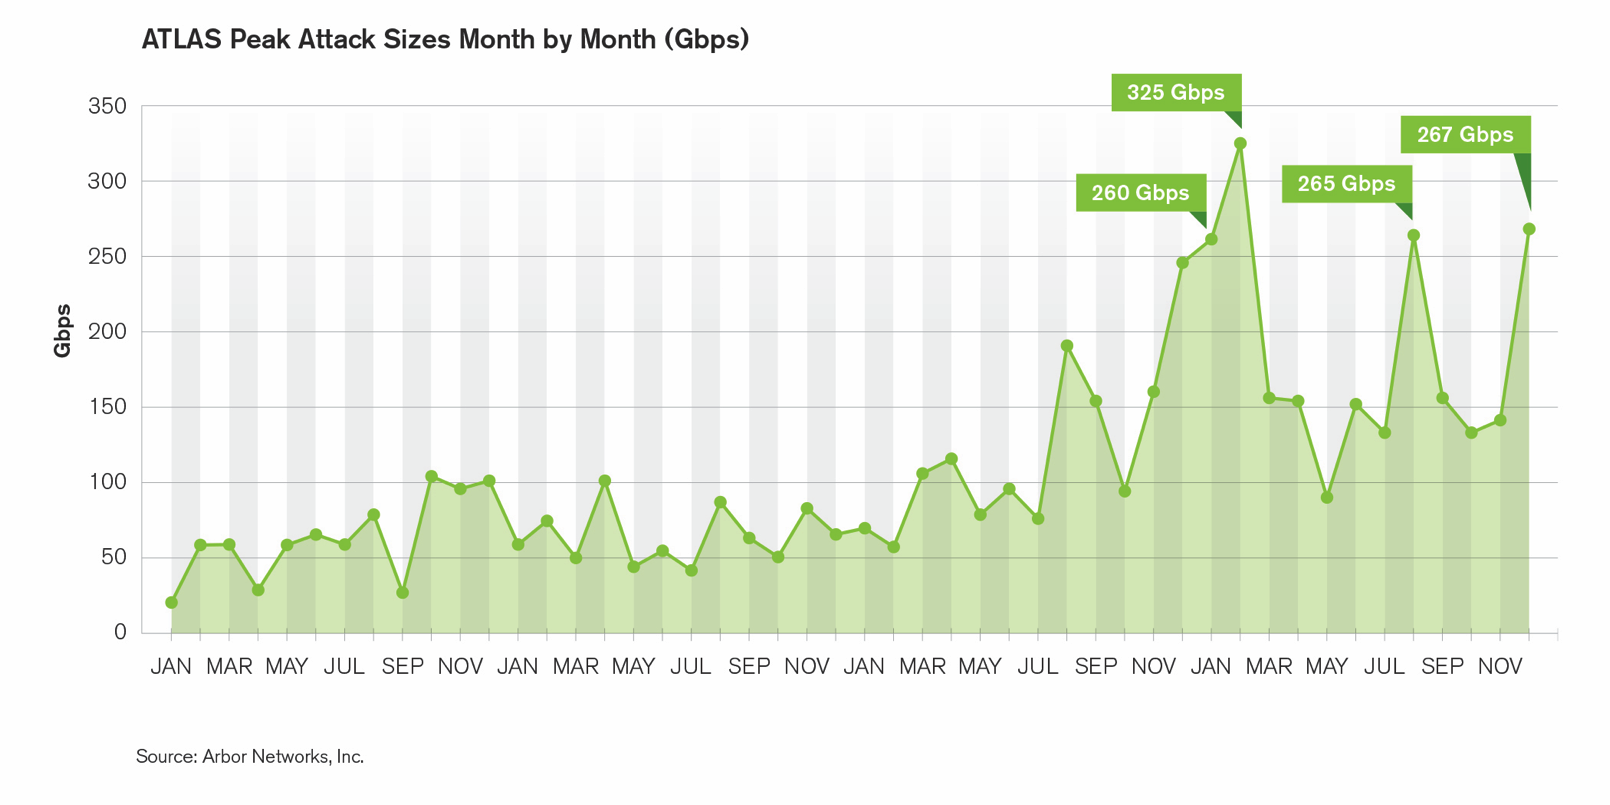 ATLAS Peak Attack Sizes Month by Month (Gbps)
325 Gbps
267 Gbps
265 Gbps
260 Gbps
Gbps
350
300
250
200
150
100
50
0
JAN MAR MAY JUL SEP NOV JAN MAR MAY JUL SEP NOV JAN MAR MAY JUL SEP NOV JAN MAR MAY JUL SEP NOV
Source: Arbor Networks, Inc.